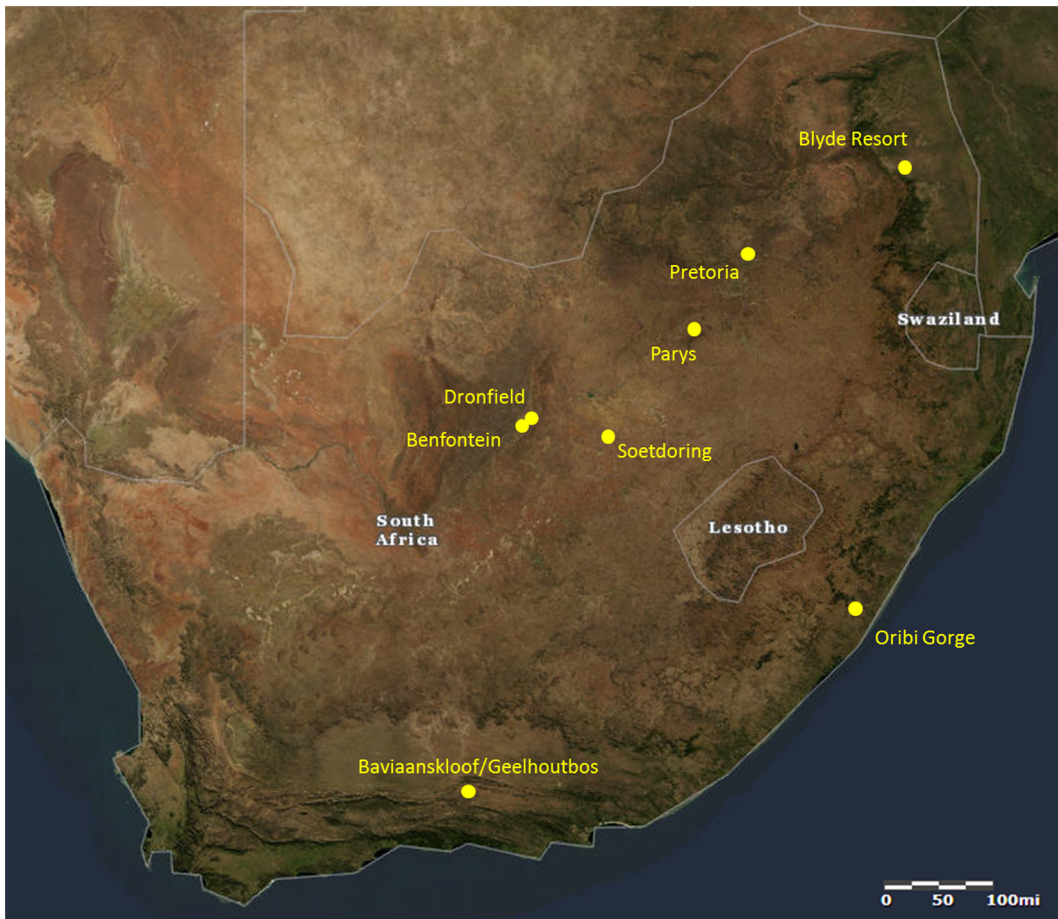 Blyde Resort
Pretoria
Swaziland
Parys
Dronfield
Benfontein
Soetdoring
South
Africa
Lesotho
Oribi Gorge
Baviaanskloof/Geelhoutbos
0 50 100mi